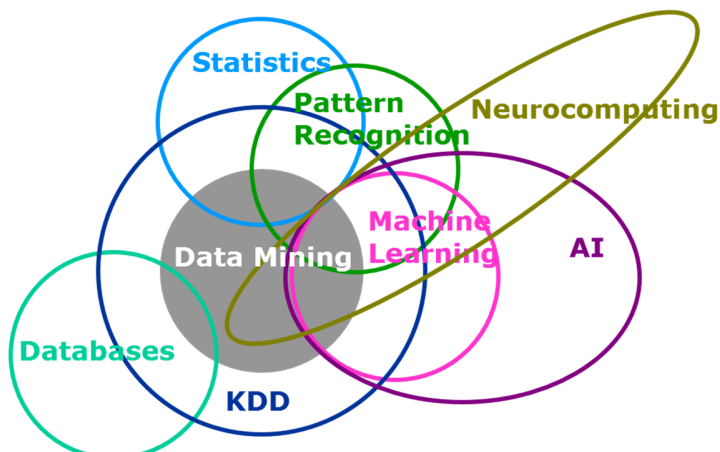 Statistics
Pattern
Recognition
Neurocomputing
Machine
Learning
AI
Data Mining
Databases
KDD